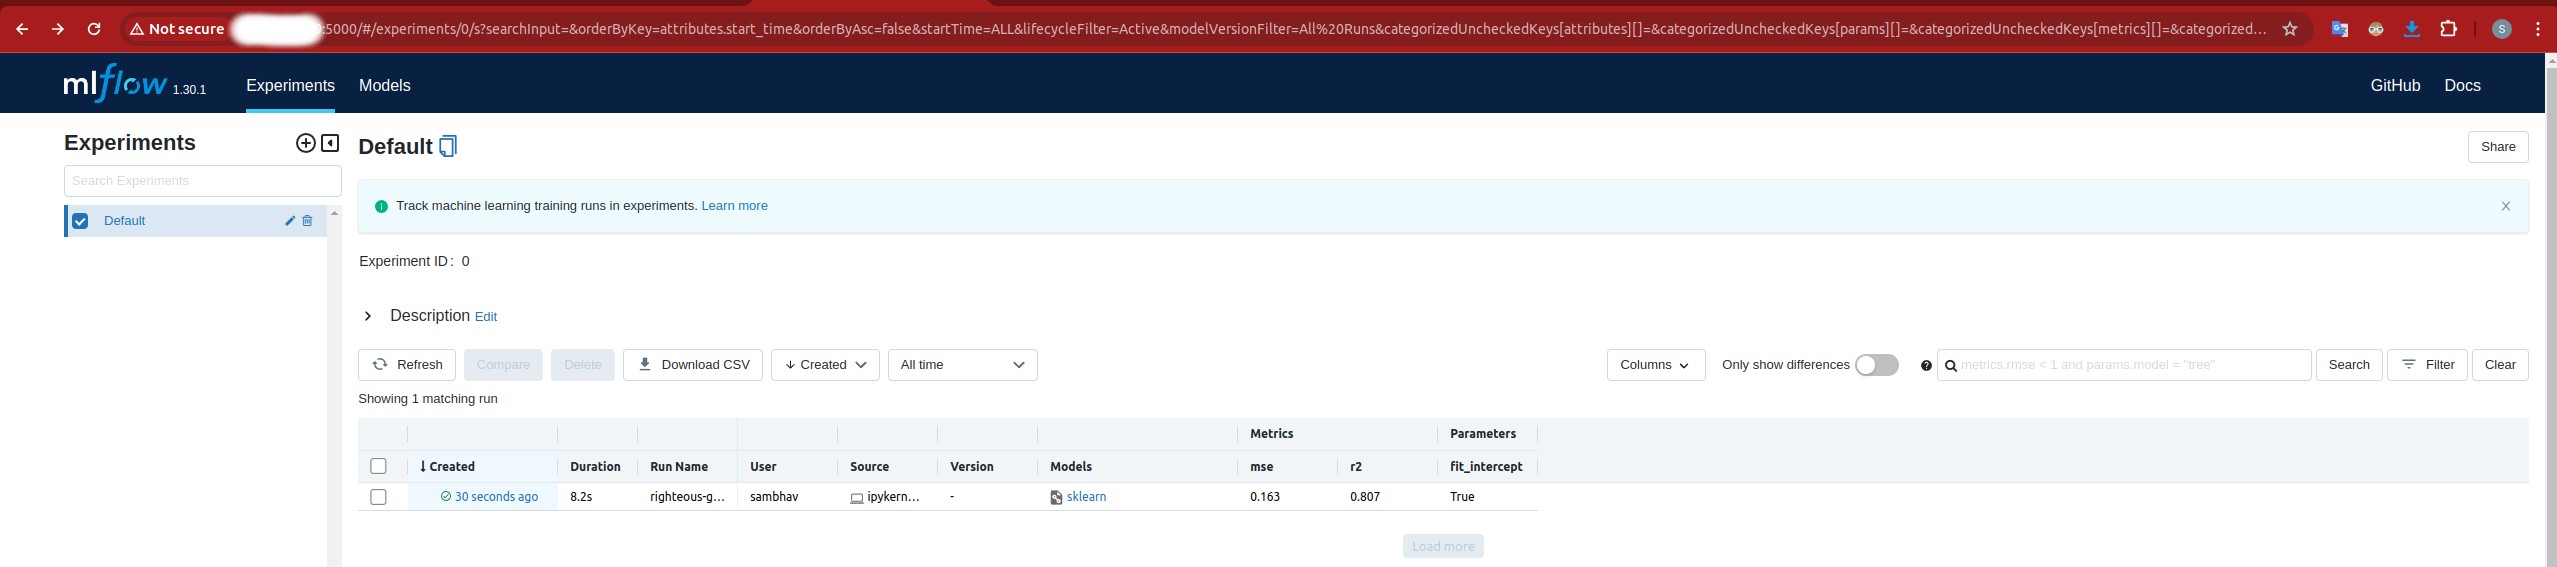 Not secure :5000/#/experiments/0/s?searchInput=&orderByKey=attributes.start_time&orderByAsc=false&startTime=ALL&lifecycleFilter=Active&modelVersionFilter=All%20Runs&categorizedUncheckedKeys[attributes][]=&categorizedUncheckedKeys[params][]=&categorizedUncheckedKeys[metrics][]=&categorized... S
mlflow 1.30.1 Experiments Models GitHub Docs
Experiments
Search Experiments
Default
Default
Share
Track machine learning training runs in experiments. Learn more
Experiment ID: 0
Description Edit
Refresh Compare Delete Download CSV ↓ Created All time Columns Only show differences metrics.rmse < 1 and params.model = "tree" Search Filter Clear
Showing 1 matching run
Metrics Parameters
↓ Created Duration Run Name User Source Version Models mse r2 fit_intercept
30 seconds ago 8.2s righteous-g... sambhav ipykern... - sklearn 0.163 0.807 True
Load more